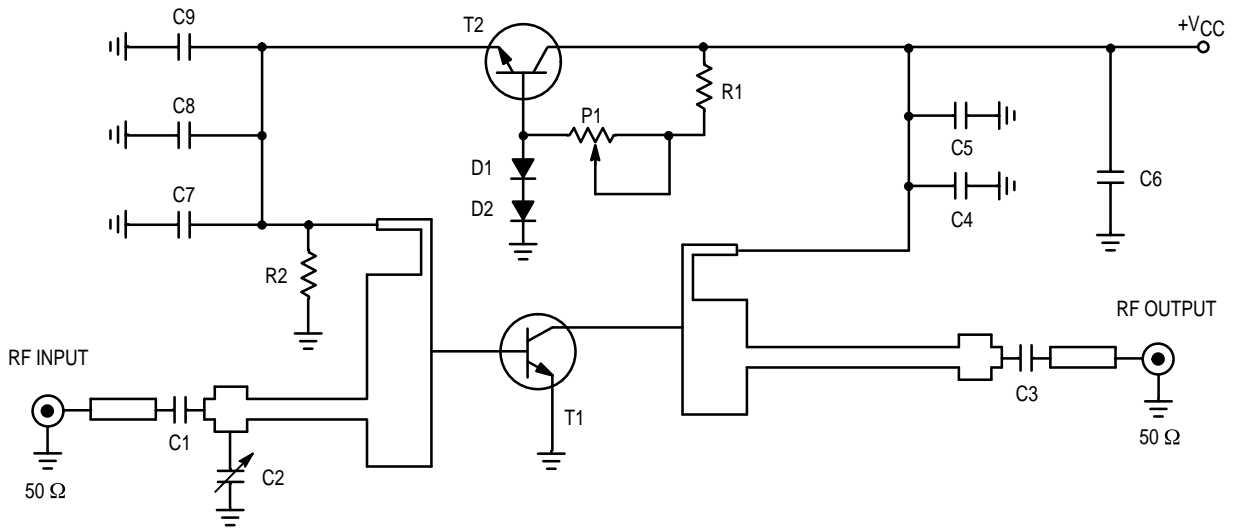 C9
T2
+VCC
C8
P1
R1
C5
D1
C7
D2
C4
C6
R2
RF OUTPUT
RF INPUT
C3
C1
T1
50 Ω
C2
50 Ω